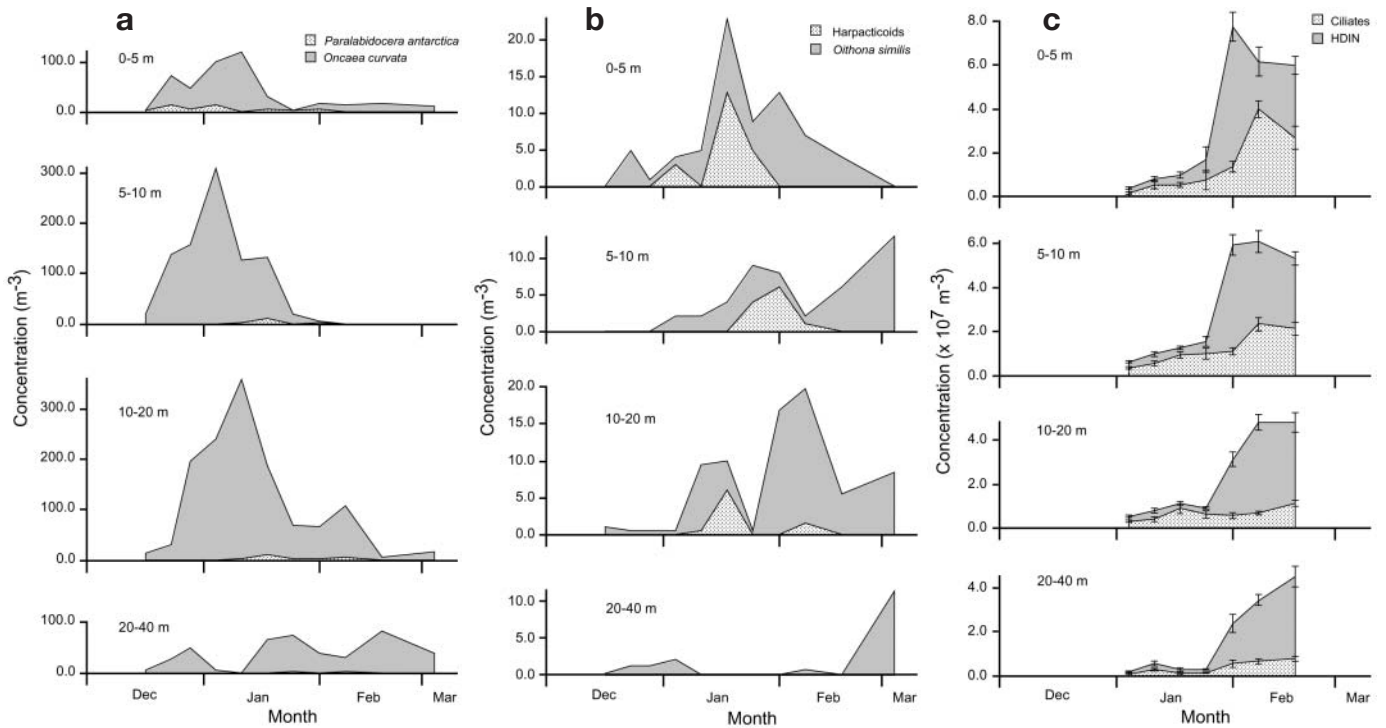 a
Paralabidocera antarctica
Oncaea curvata
0-5 m
100.0
0.0
5-10 m
300.0
200.0
100.0
0.0
10-20 m
300.0
200.0
100.0
0.0
20-40 m
100.0
0.0
Concentration (m-3)
Dec Jan Feb Mar
Month
b
Harpacticoids
Oithona similis
0-5 m
20.0
15.0
10.0
5.0
0.0
5-10 m
10.0
5.0
0.0
10-20 m
20.0
15.0
10.0
5.0
0.0
20-40 m
10.0
5.0
0.0
Concentration (m-3)
Dec Jan Feb Mar
Month
c
Ciliates
HDIN
0-5 m
8.0
6.0
4.0
2.0
0.0
5-10 m
6.0
4.0
2.0
0.0
10-20 m
4.0
2.0
0.0
20-40 m
4.0
2.0
0.0
Concentration (x 10⁷ m-3)
Dec Jan Feb Mar
Month